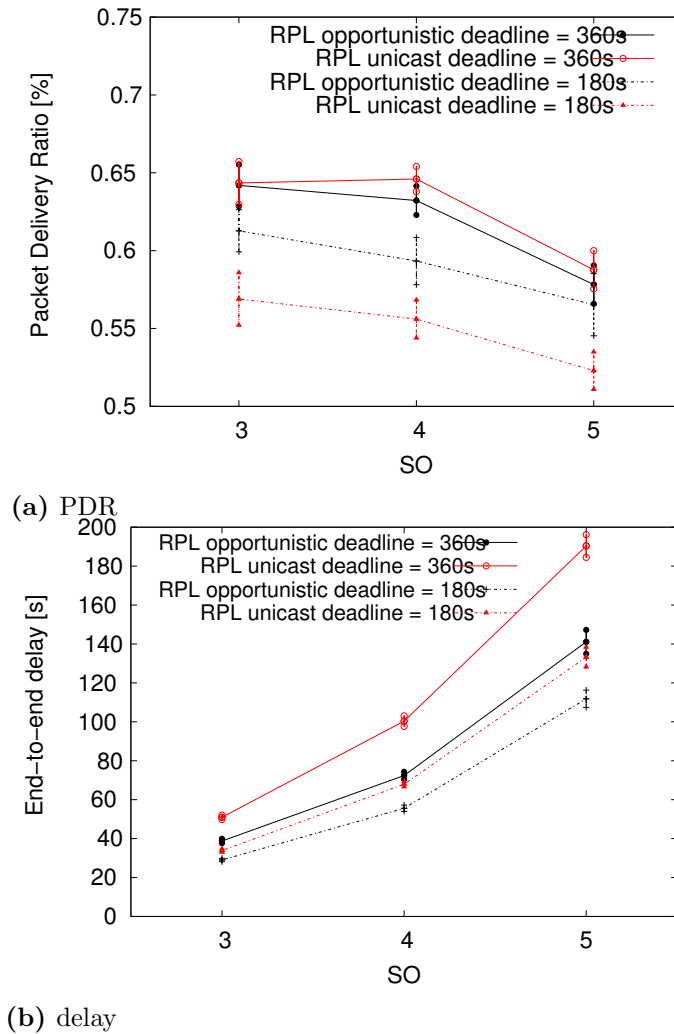 RPL opportunistic deadline = 360s
RPL unicast deadline = 360s
RPL opportunistic deadline = 180s
RPL unicast deadline = 180s
0.75
0.7
0.65
0.6
0.55
0.5
Packet Delivery Ratio [%]
3 4 5
SO
(a) PDR
RPL opportunistic deadline = 360s
RPL unicast deadline = 360s
RPL opportunistic deadline = 180s
RPL unicast deadline = 180s
200
180
160
140
120
100
80
60
40
20
0
End-to-end delay [s]
3 4 5
SO
(b) delay